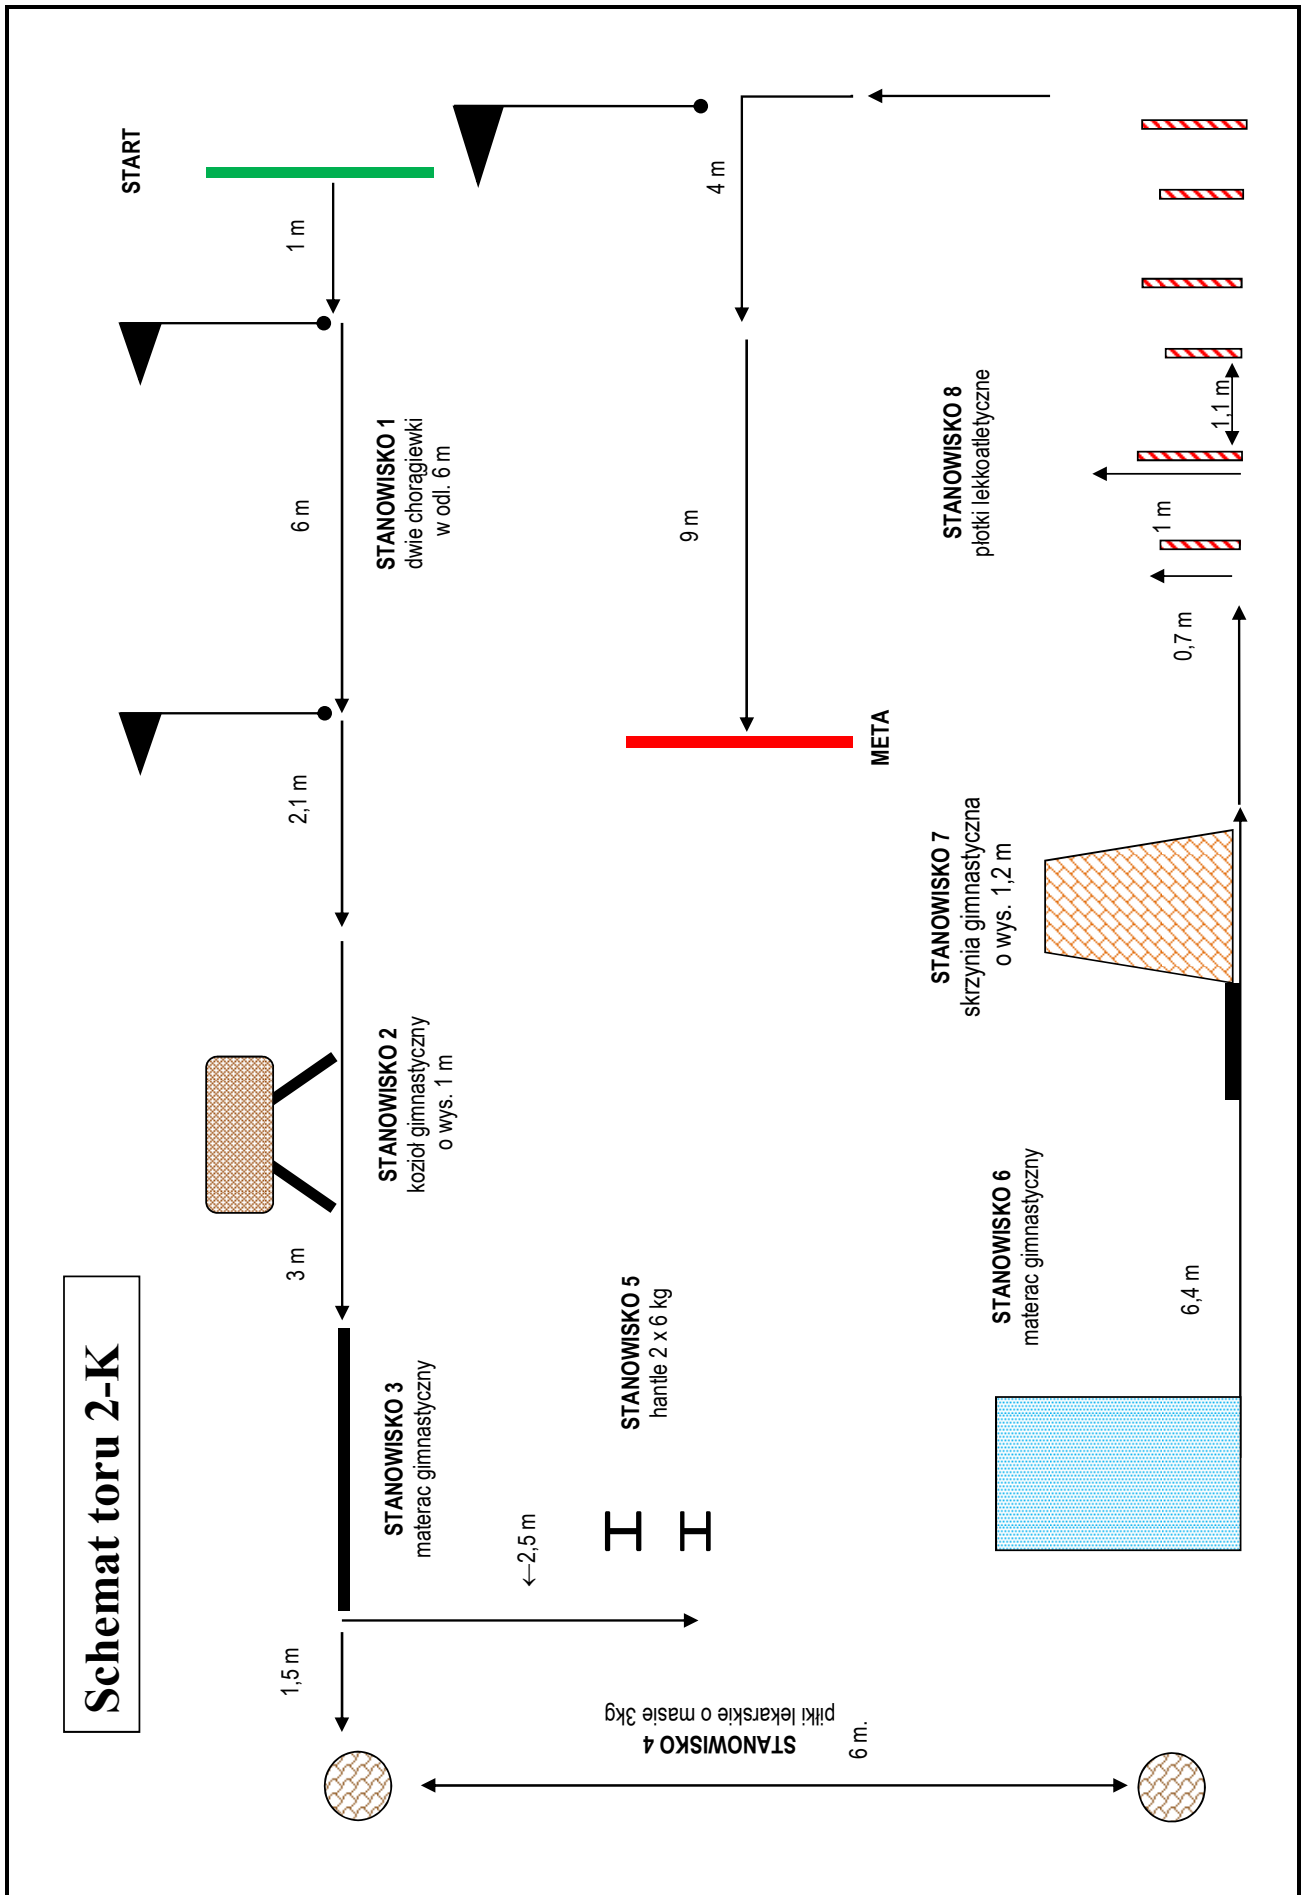 Schemat toru 2-K
START
1 m
6 m
STANOWISKO 1
dwie chorągiewki
w odl. 6 m
2,1 m
STANOWISKO 2
kozioł gimnastyczny
o wys. 1 m
3 m
STANOWISKO 3
materac gimnastyczny
1,5 m
STANOWISKO 4
piłki lekarskie o masie 3kg
6 m.
←2,5 m
STANOWISKO 5
hantle 2 x 6 kg
STANOWISKO 6
materac gimnastyczny
6,4 m
STANOWISKO 7
skrzynia gimnastyczna
o wys. 1,2 m
0,7 m
1 m
1,1 m
STANOWISKO 8
płotki lekkoatletyczne
4 m
9 m
META